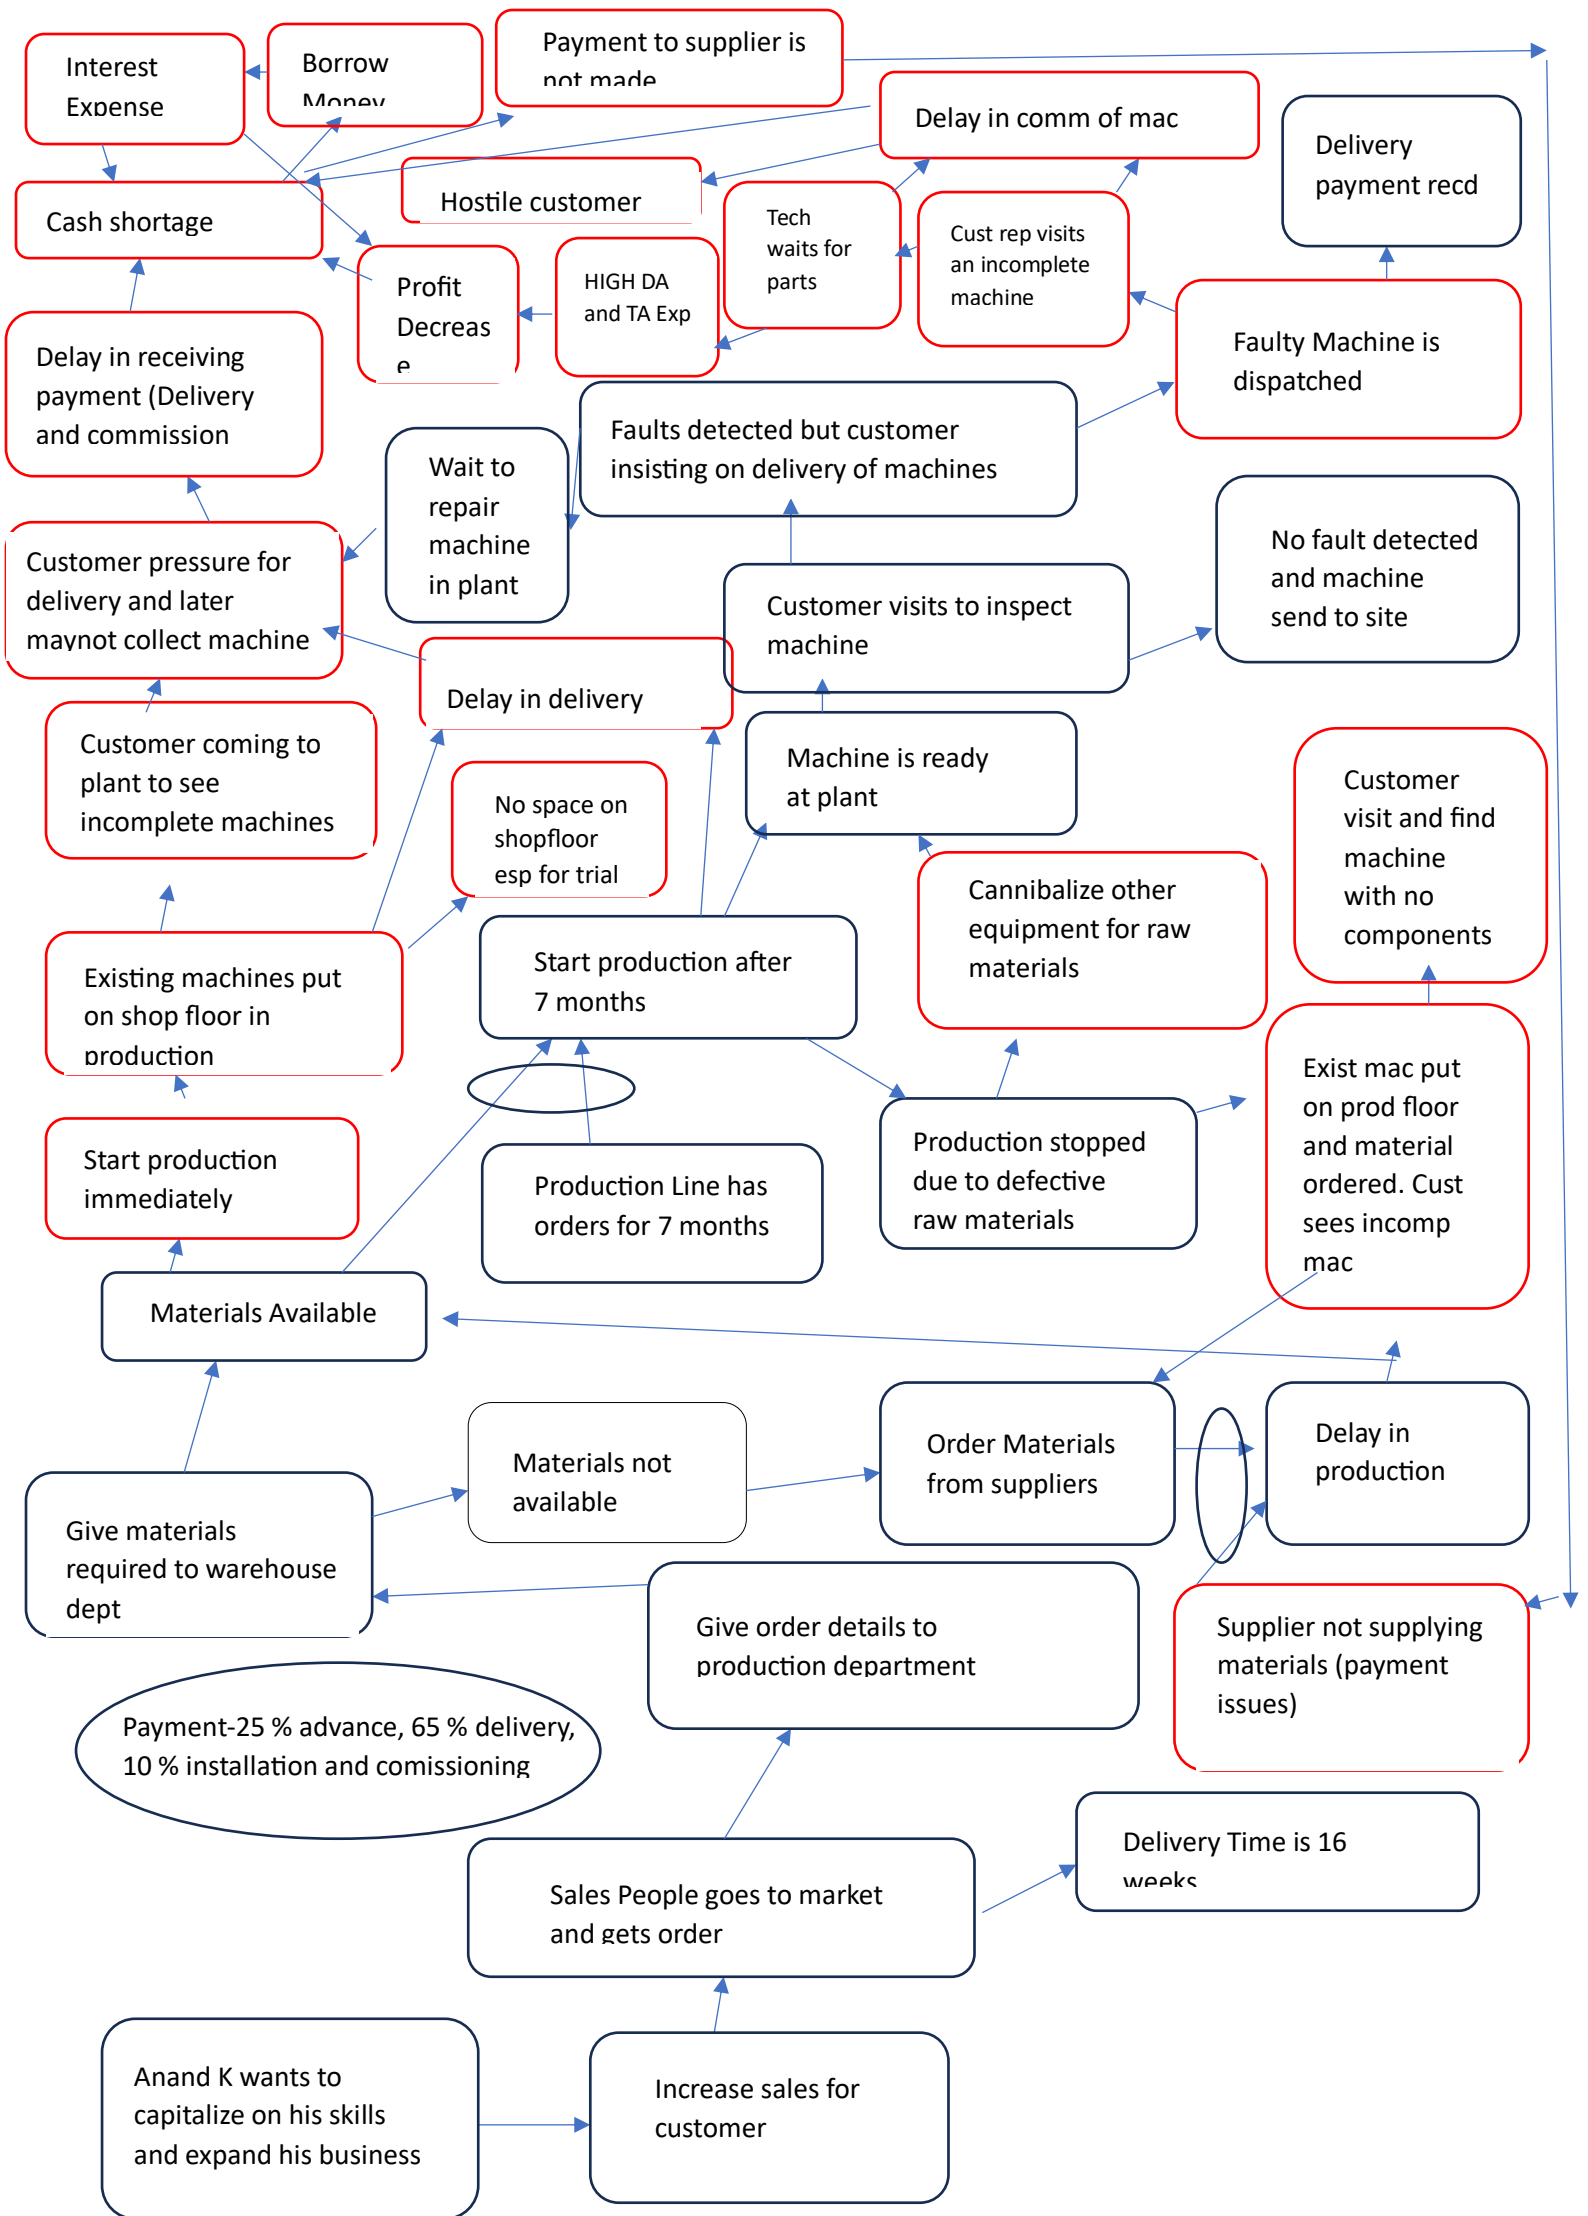 Interest
Expense
Borrow
Money
Payment to supplier is
not made
Delay in comm of mac
Delivery
payment recd
Cash shortage
Hostile customer
Tech
waits for
parts
Cust rep visits
an incomplete
machine
Profit
Decreas
e
HIGH DA
and TA Exp
Faulty Machine is
dispatched
Delay in receiving
payment (Delivery
and commission
Wait to
repair
machine
in plant
Faults detected but customer
insisting on delivery of machines
No fault detected
and machine
send to site
Customer pressure for
delivery and later
maynot collect machine
Customer visits to inspect
machine
Delay in delivery
Customer coming to
plant to see
incomplete machines
No space on
shopfloor
esp for trial
Machine is ready
at plant
Customer
visit and find
machine
with no
components
Cannibalize other
equipment for raw
materials
Existing machines put
on shop floor in
production
Start production after
7 months
Exist mac put
on prod floor
and material
ordered. Cust
sees incomp
mac
Start production
immediately
Production Line has
orders for 7 months
Production stopped
due to defective
raw materials
Materials Available
Materials not
available
Order Materials
from suppliers
Delay in
production
Give materials
required to warehouse
dept
Give order details to
production department
Supplier not supplying
materials (payment
issues)
Payment-25 % advance, 65 % delivery,
10 % installation and comissioning
Delivery Time is 16
weeks
Sales People goes to market
and gets order
Anand K wants to
capitalize on his skills
and expand his business
Increase sales for
customer